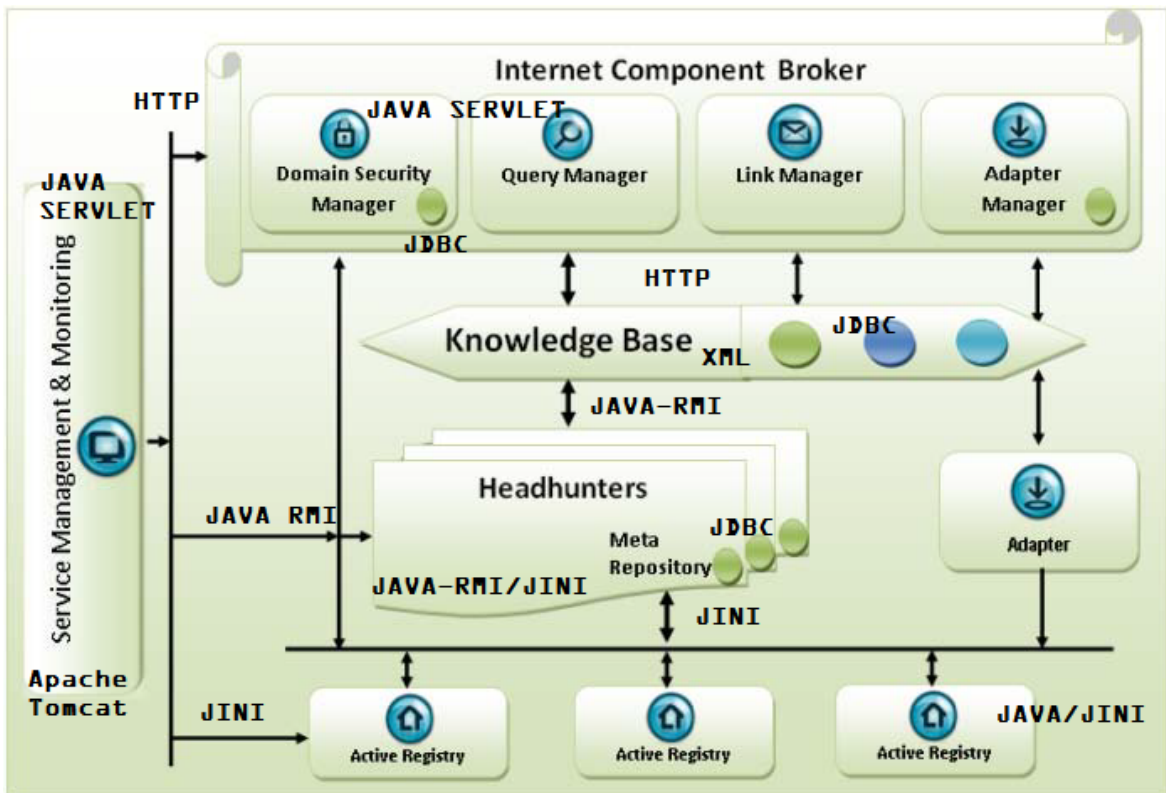 Internet Component Broker
HTTP
JAVA SERVLET
Domain Security
Manager
Query Manager
Link Manager
Adapter
Manager
JAVA
SERVLET
JDBC
HTTP
Service Management & Monitoring
Knowledge Base
XML
JDBC
JAVA-RMI
Headhunters
JAVA RMI
JDBC
Meta
Repository
Adapter
JAVA-RMI/JINI
JINI
Apache
Tomcat
JINI
Active Registry
Active Registry
JAVA/JINI
Active Registry